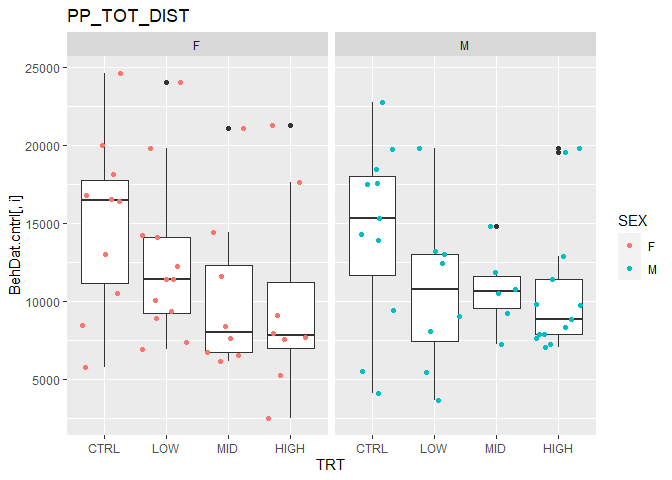 PP_TOT_DIST
F
M
25000
20000
15000
10000
5000
BehDat.cntrl[, i]
CTRL
LOW
MID
HIGH
CTRL
LOW
MID
HIGH
TRT
SEX
F
M